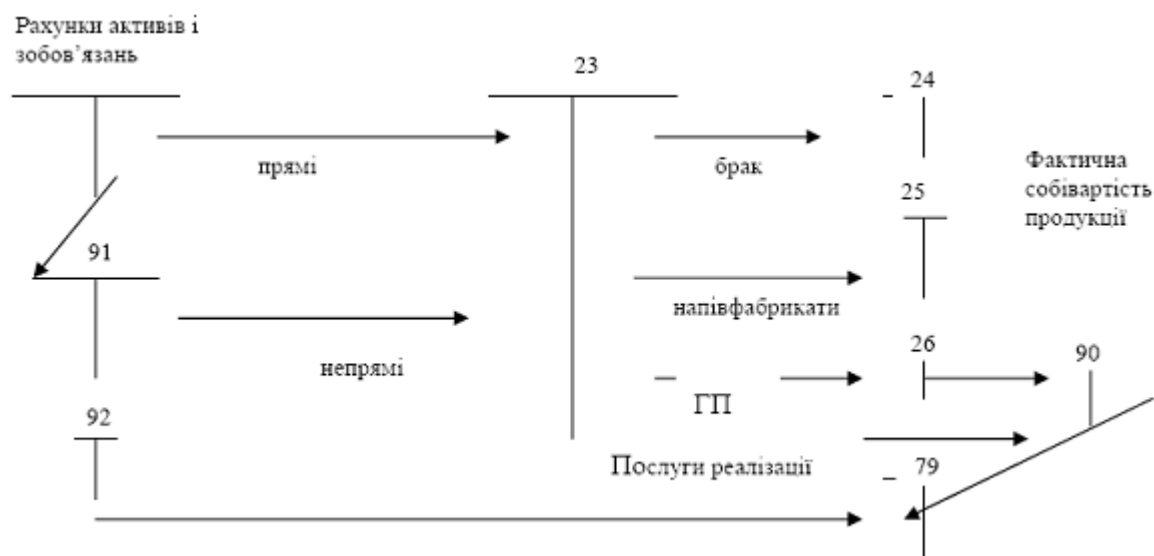 Рахунки активів і
зобов’язань
23
24
прямі
брак
Фактична
собівартість
продукції
25
91
напівфабрикати
непрямі
26
90
ГП
92
Послуги реалізації
79